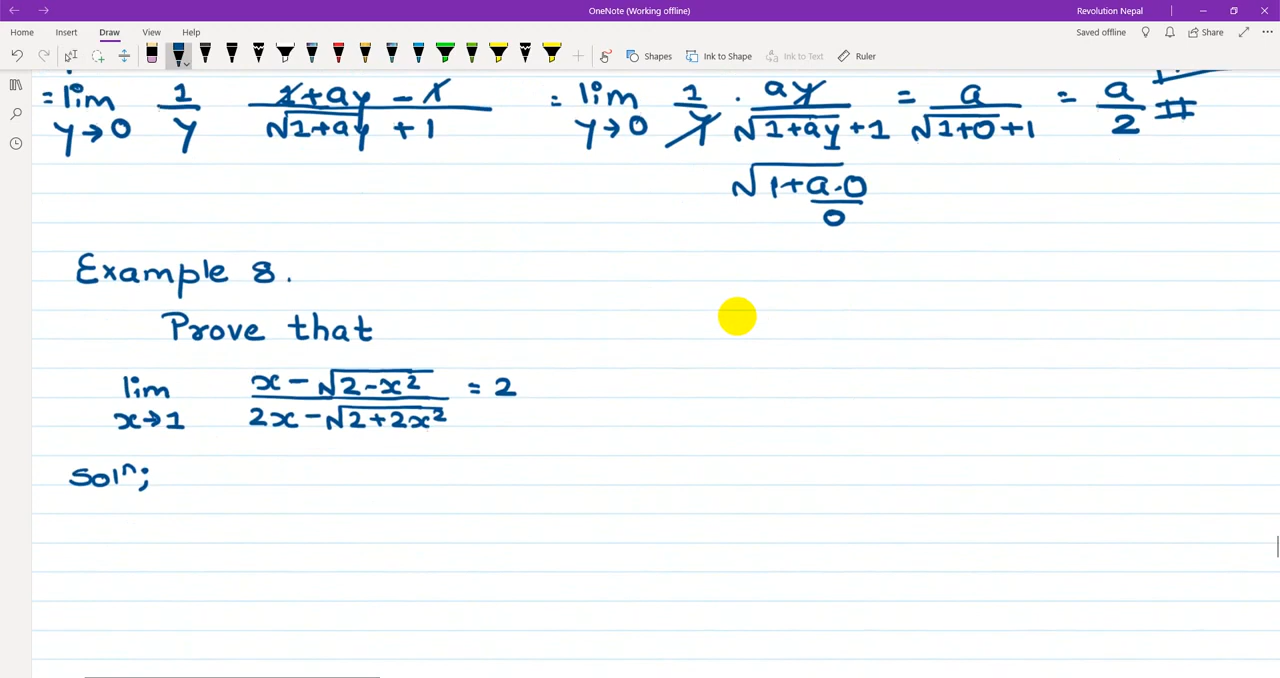 OneNote (Working offline)
Revolution Nepal
Home Insert Draw View Help
Saved offline
Share
Shapes
Ink to Shape
Ink to Text
Ruler
= lim y→0 1/y (1+ay - 1)/(√(1+ay) + 1) = lim y→0 1/y · ay/(√(1+ay)+1) = a/(√(1+0)+1) = a/2
√(1+a·0)
0
Example 8.
Prove that
lim x→1 (x-√(2-x²))/(2x-√(2+2x²)) = 2
Solⁿ;